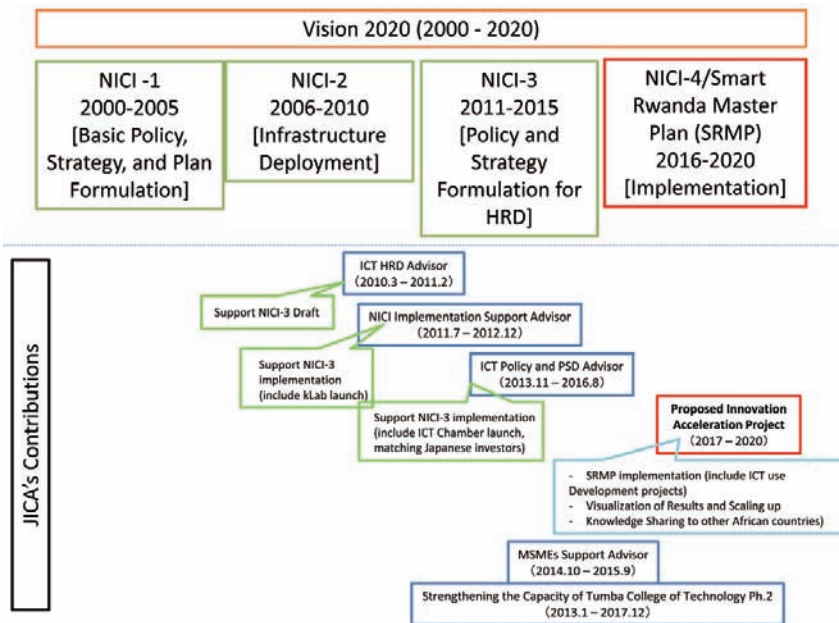 Vision 2020 (2000 - 2020)
NICI -1
2000-2005
[Basic Policy,
Strategy, and Plan
Formulation]
NICI-2
2006-2010
[Infrastructure
Deployment]
NICI-3
2011-2015
[Policy and
Strategy
Formulation for
HRD]
NICI-4/Smart
Rwanda Master
Plan (SRMP)
2016-2020
[Implementation]
JICA's Contributions
ICT HRD Advisor
(2010.3 – 2011.2)
Support NICI-3 Draft
NICI Implementation Support Advisor
(2011.7 – 2012.12)
Support NICI-3
implementation
(include kLab launch)
ICT Policy and PSD Advisor
(2013.11 – 2016.8)
Support NICI-3 implementation
(include ICT Chamber launch,
matching Japanese investors)
Proposed Innovation
Acceleration Project
(2017 – 2020)
- SRMP implementation (include ICT use
Development projects)
- Visualization of Results and Scaling up
- Knowledge Sharing to other African countries)
MSMEs Support Advisor
(2014.10 – 2015.9)
Strengthening the Capacity of Tumba College of Technology Ph.2
(2013.1 – 2017.12)